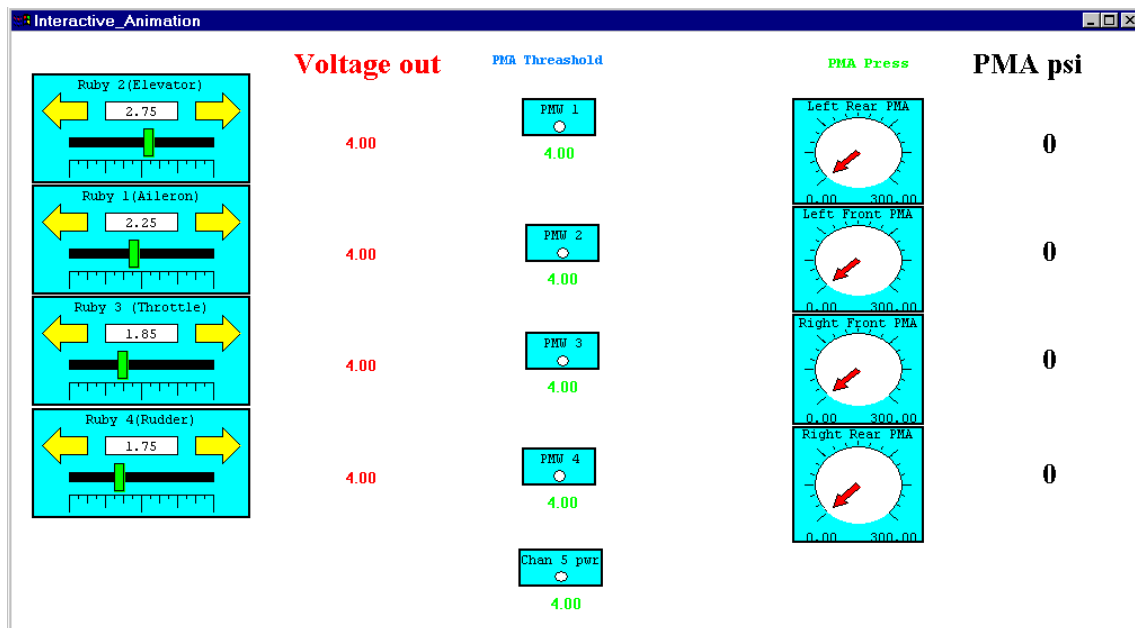 Interactive_Animation
Voltage out
PMA Threashold
PMA Press
PMA psi
Ruby 2(Elevator)
2.75
4.00
PMW 1
4.00
Left Rear PMA
0.00 300.00
0
Ruby 1(Aileron)
2.25
4.00
PMW 2
4.00
Left Front PMA
0.00 300.00
0
Ruby 3 (Throttle)
1.85
4.00
PMW 3
4.00
Right Front PMA
0.00 300.00
0
Ruby 4(Rudder)
1.75
4.00
PMW 4
4.00
Right Rear PMA
0.00 300.00
0
Chan 5 pwr
4.00